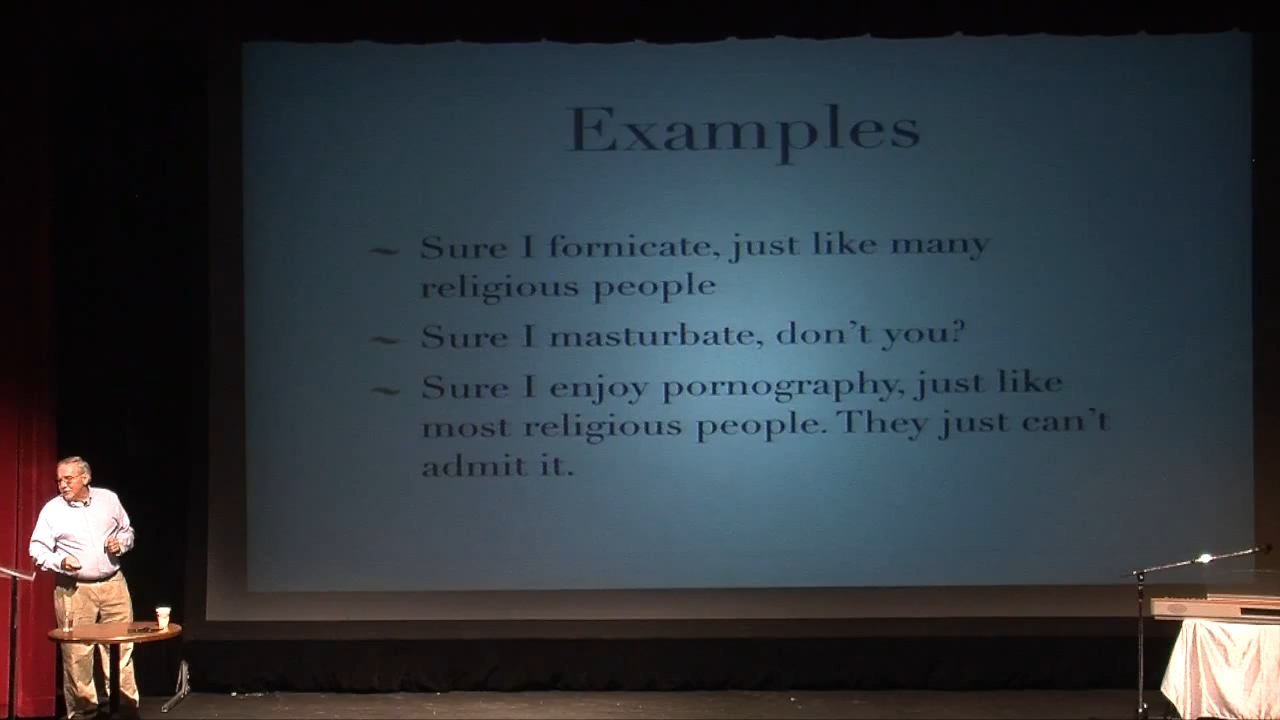 Examples
~ Sure I fornicate, just like many
religious people
~ Sure I masturbate, don't you?
~ Sure I enjoy pornography, just like
most religious people. They just can't
admit it.